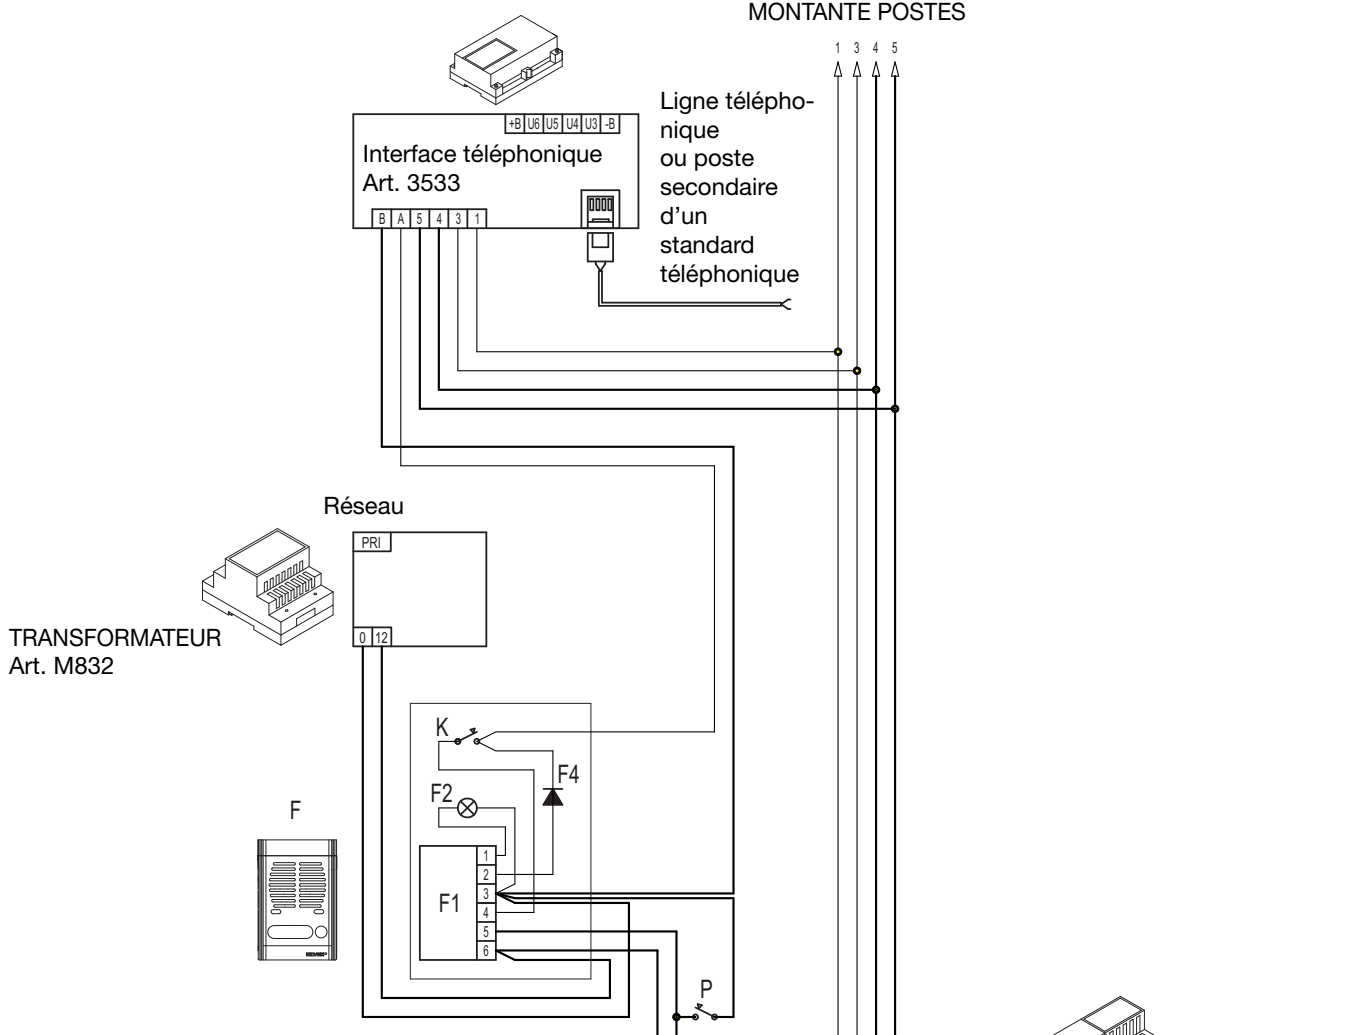 MONTANTE POSTES
1 3 4 5
Ligne télépho-
nique
ou poste
secondaire
d'un
standard
téléphonique
+B U6 U5 U4 U3 -B
Interface téléphonique
Art. 3533
B A 5 4 3 1
Réseau
PRI
0 12
TRANSFORMATEUR
Art. M832
K
F4
F2
F
F1
1
2
3
4
5
6
P